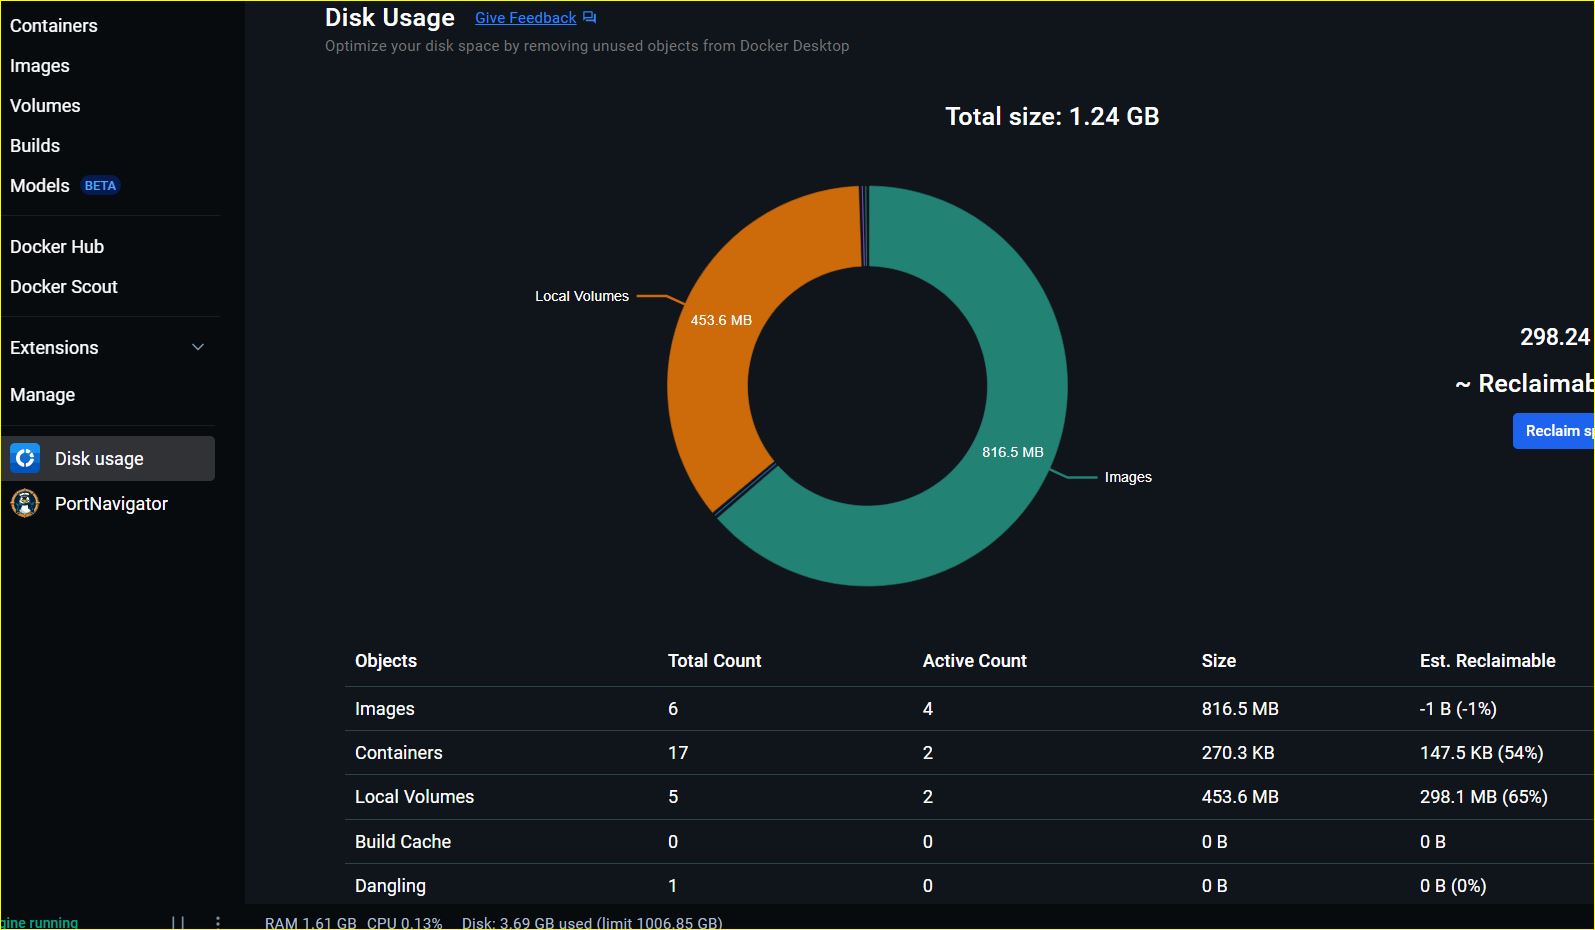 Containers
Images
Volumes
Builds
Models BETA
Docker Hub
Docker Scout
Extensions
Manage
Disk usage
PortNavigator
Disk Usage Give Feedback
Optimize your disk space by removing unused objects from Docker Desktop
Total size: 1.24 GB
Local Volumes
453.6 MB
816.5 MB
Images
298.24
~ Reclaimab
Reclaim sp
Objects Total Count Active Count Size Est. Reclaimable
Images 6 4 816.5 MB -1 B (-1%)
Containers 17 2 270.3 KB 147.5 KB (54%)
Local Volumes 5 2 453.6 MB 298.1 MB (65%)
Build Cache 0 0 0 B 0 B
Dangling 1 0 0 B 0 B (0%)
gine running RAM 1.61 GB CPU 0.13% Disk: 3.69 GB used (limit 1006.85 GB)